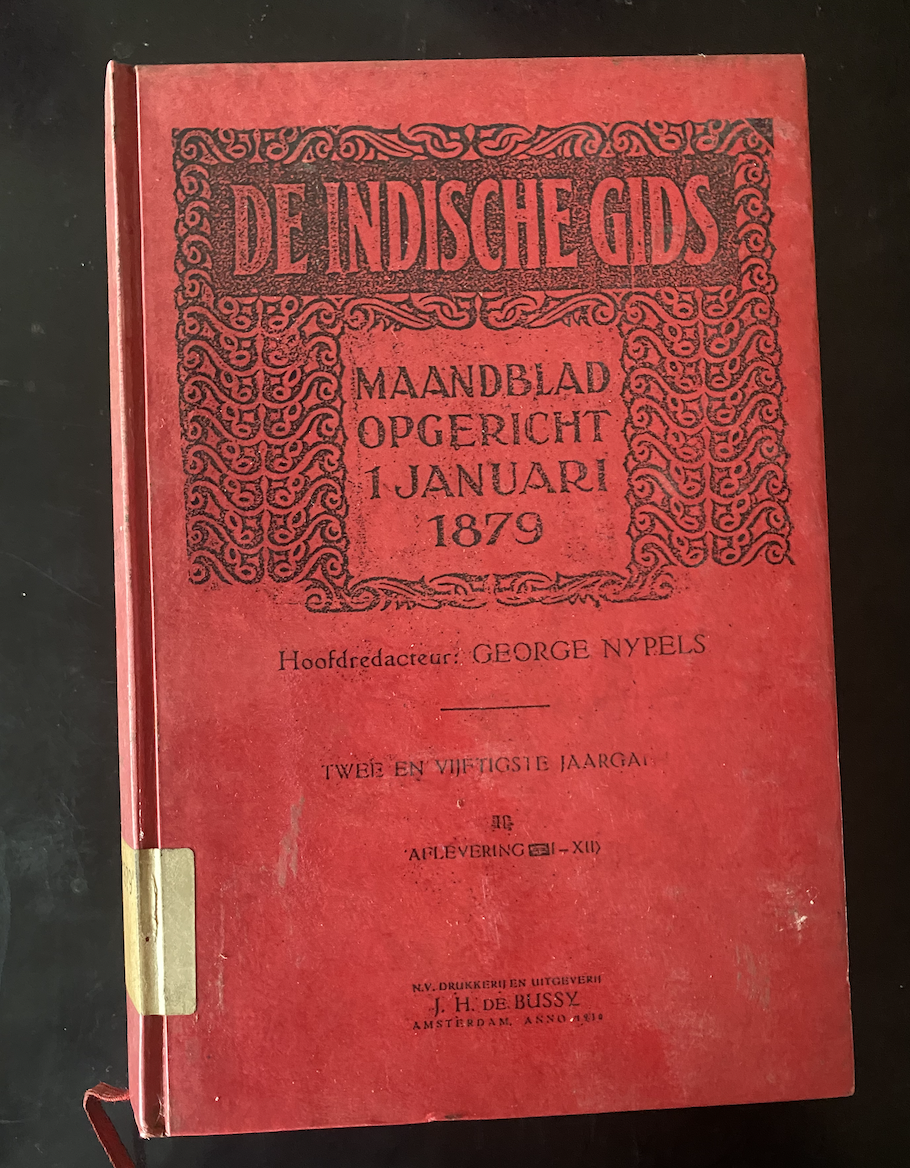 DE INDISCHE GIDS
MAANDBLAD
OPGERICHT
1 JANUARI
1879
Hoofdredacteur: GEORGE NYPELS
TWEE EN VIJFTIGSTE
AFLEVERING I-XII)
N.V. DRUKKERIJ EN UITGEVERIJ
J. H. DE BUSSY
AMSTERDAM, ANNO